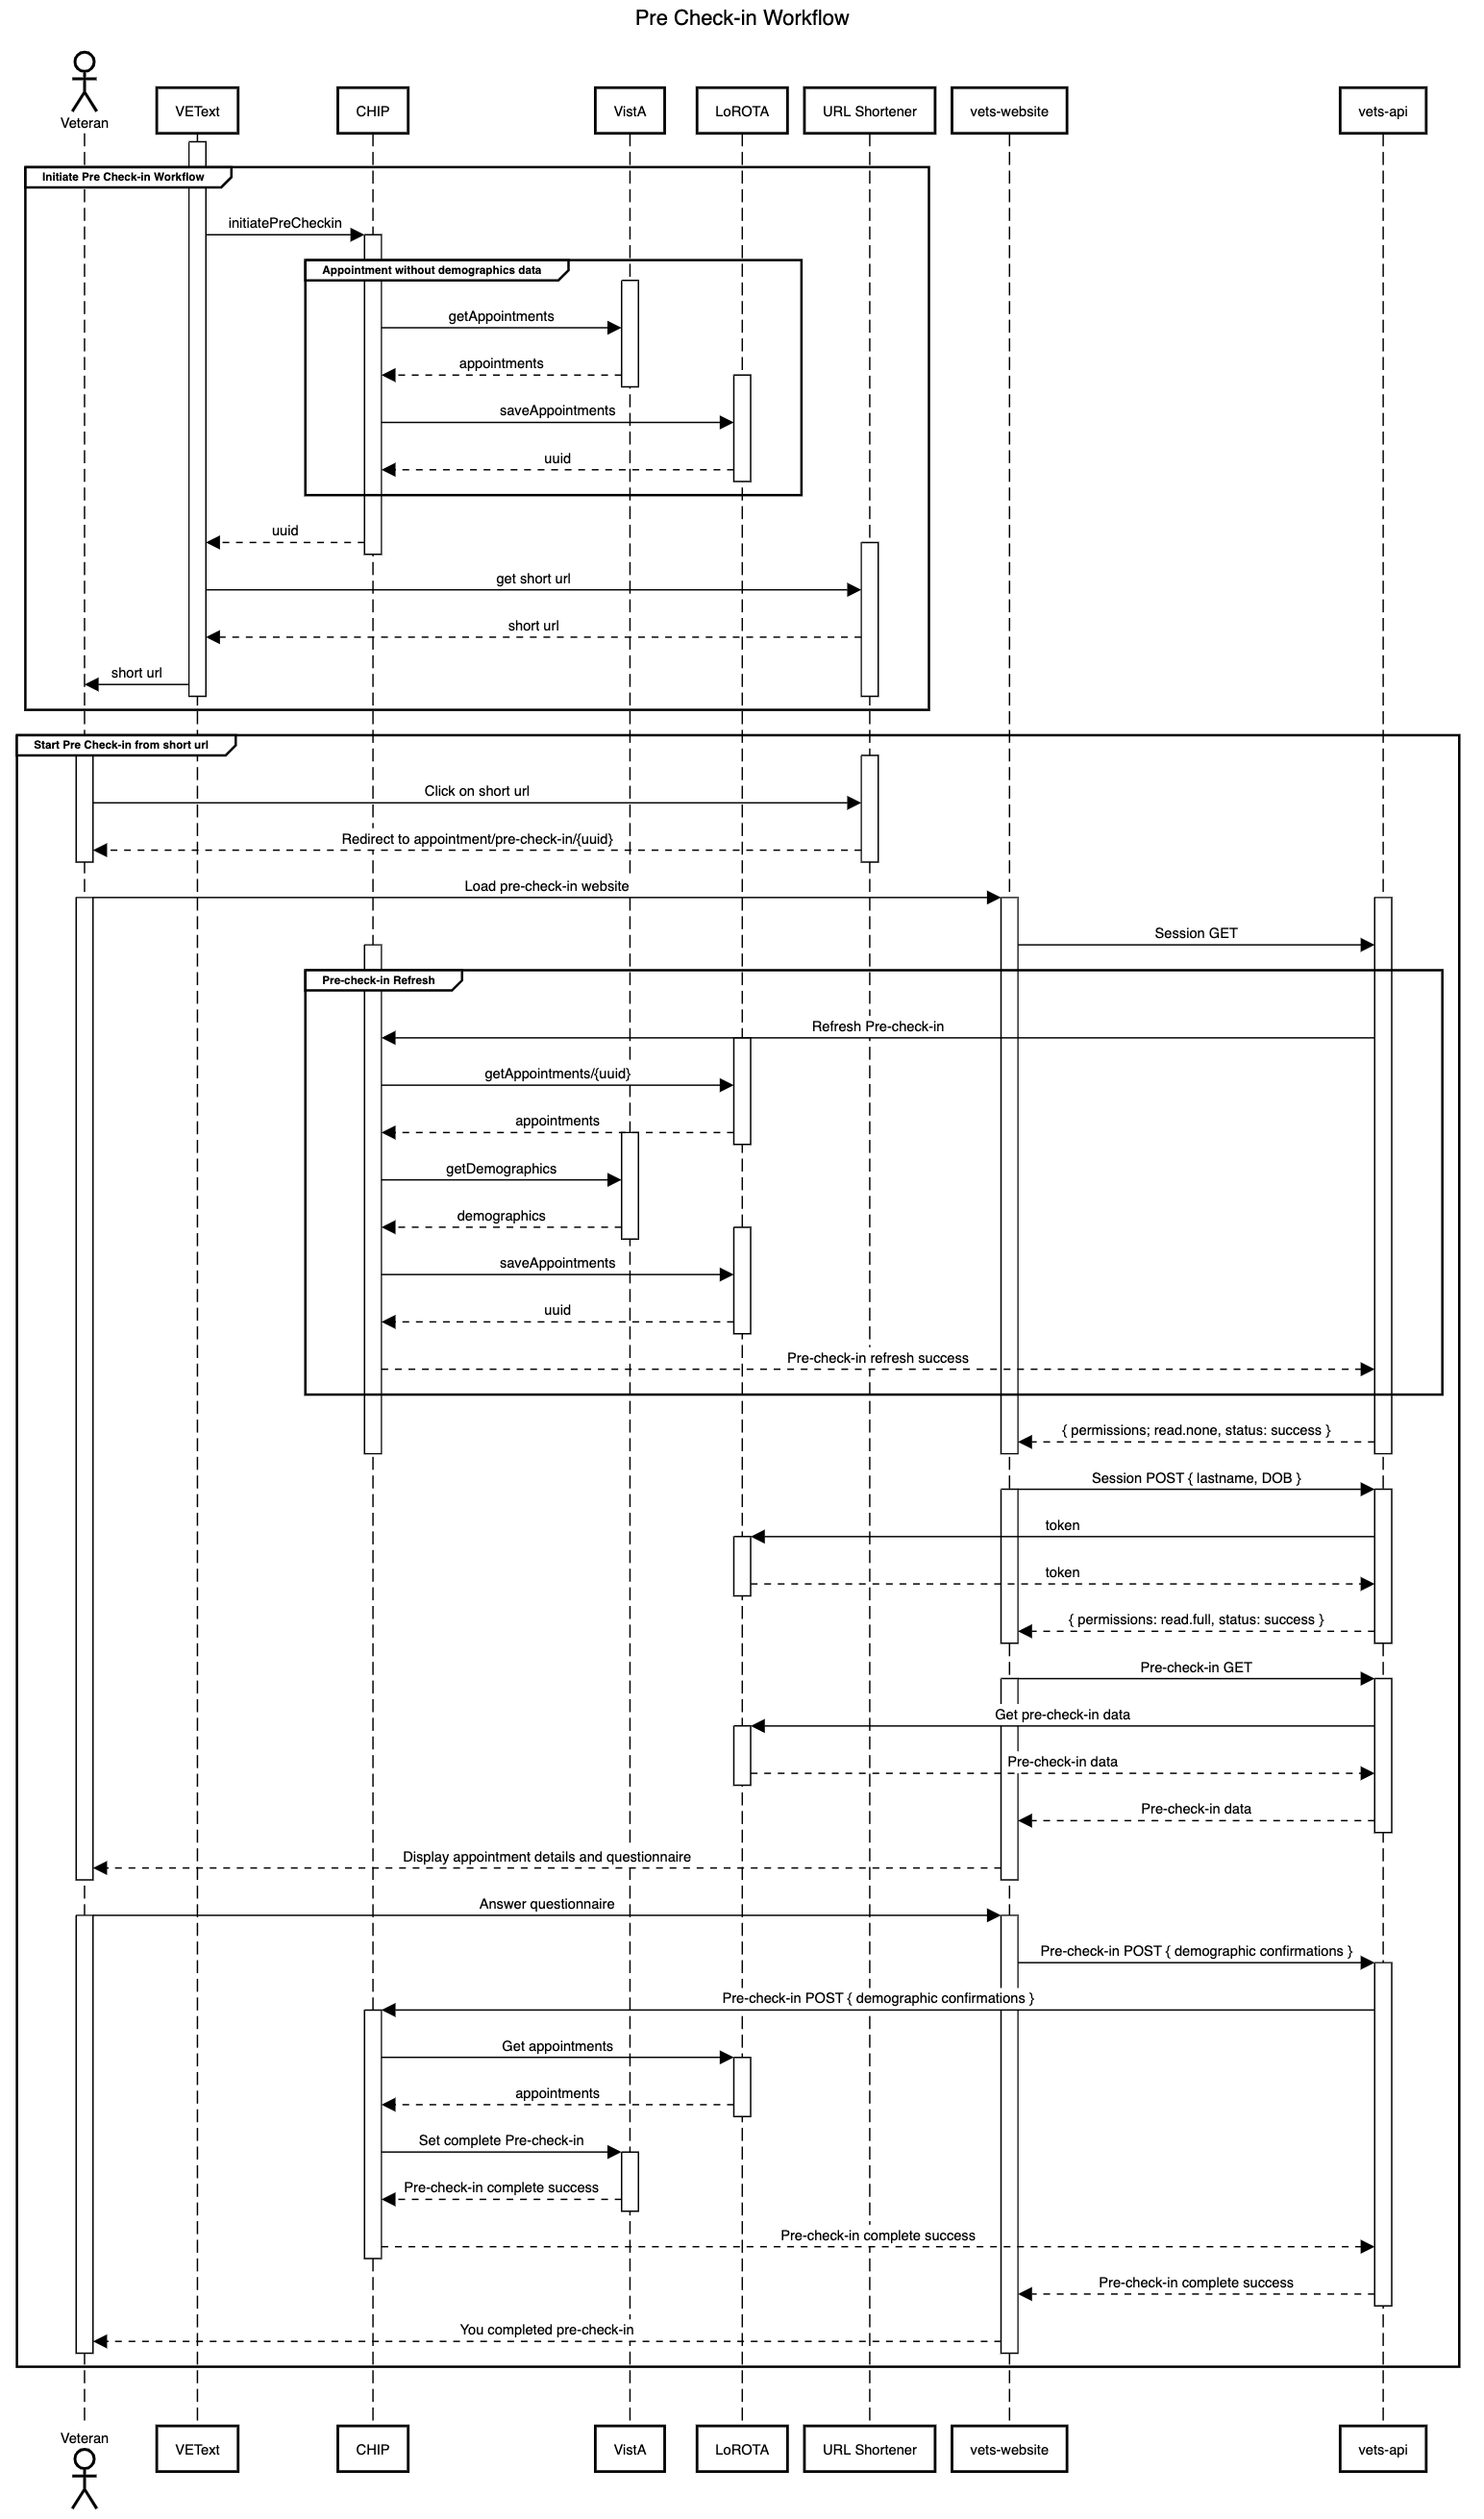 Pre Check-in Workflow
Veteran
VEText
CHIP
VistA
LoROTA
URL Shortener
vets-website
vets-api
Initiate Pre Check-in Workflow
initiatePreCheckin
Appointment without demographics data
getAppointments
appointments
saveAppointments
uuid
uuid
get short url
short url
short url
Start Pre Check-in from short url
Click on short url
Redirect to appointment/pre-check-in/{uuid}
Load pre-check-in website
Session GET
Pre-check-in Refresh
Refresh Pre-check-in
getAppointments/{uuid}
appointments
getDemographics
demographics
saveAppointments
uuid
Pre-check-in refresh success
{ permissions; read.none, status: success }
Session POST { lastname, DOB }
token
token
{ permissions: read.full, status: success }
Pre-check-in GET
Get pre-check-in data
Pre-check-in data
Pre-check-in data
Display appointment details and questionnaire
Answer questionnaire
Pre-check-in POST { demographic confirmations }
Pre-check-in POST { demographic confirmations }
Get appointments
appointments
Set complete Pre-check-in
Pre-check-in complete success
Pre-check-in complete success
Pre-check-in complete success
You completed pre-check-in
Veteran
VEText
CHIP
VistA
LoROTA
URL Shortener
vets-website
vets-api